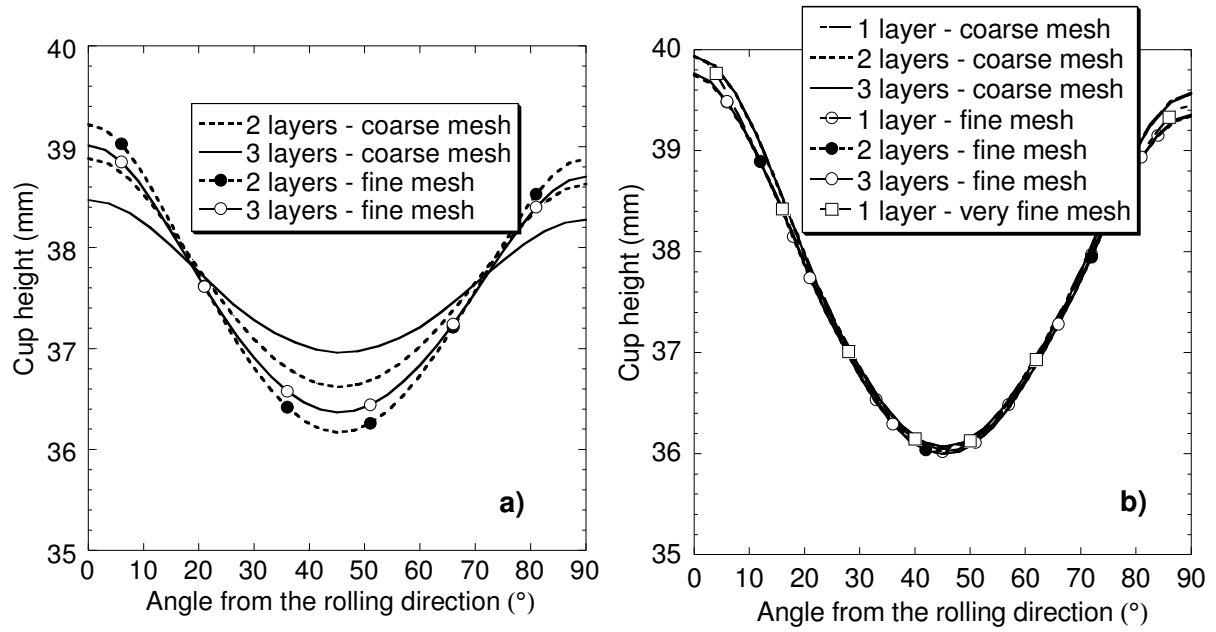 40
39
38
37
36
35
Cup height (mm)
2 layers - coarse mesh
3 layers - coarse mesh
2 layers - fine mesh
3 layers - fine mesh
a)
0 10 20 30 40 50 60 70 80 90
Angle from the rolling direction (°)
40
39
38
37
36
35
Cup height (mm)
1 layer - coarse mesh
2 layers - coarse mesh
3 layers - coarse mesh
1 layer - fine mesh
2 layers - fine mesh
3 layers - fine mesh
1 layer - very fine mesh
b)
0 10 20 30 40 50 60 70 80 90
Angle from the rolling direction (°)